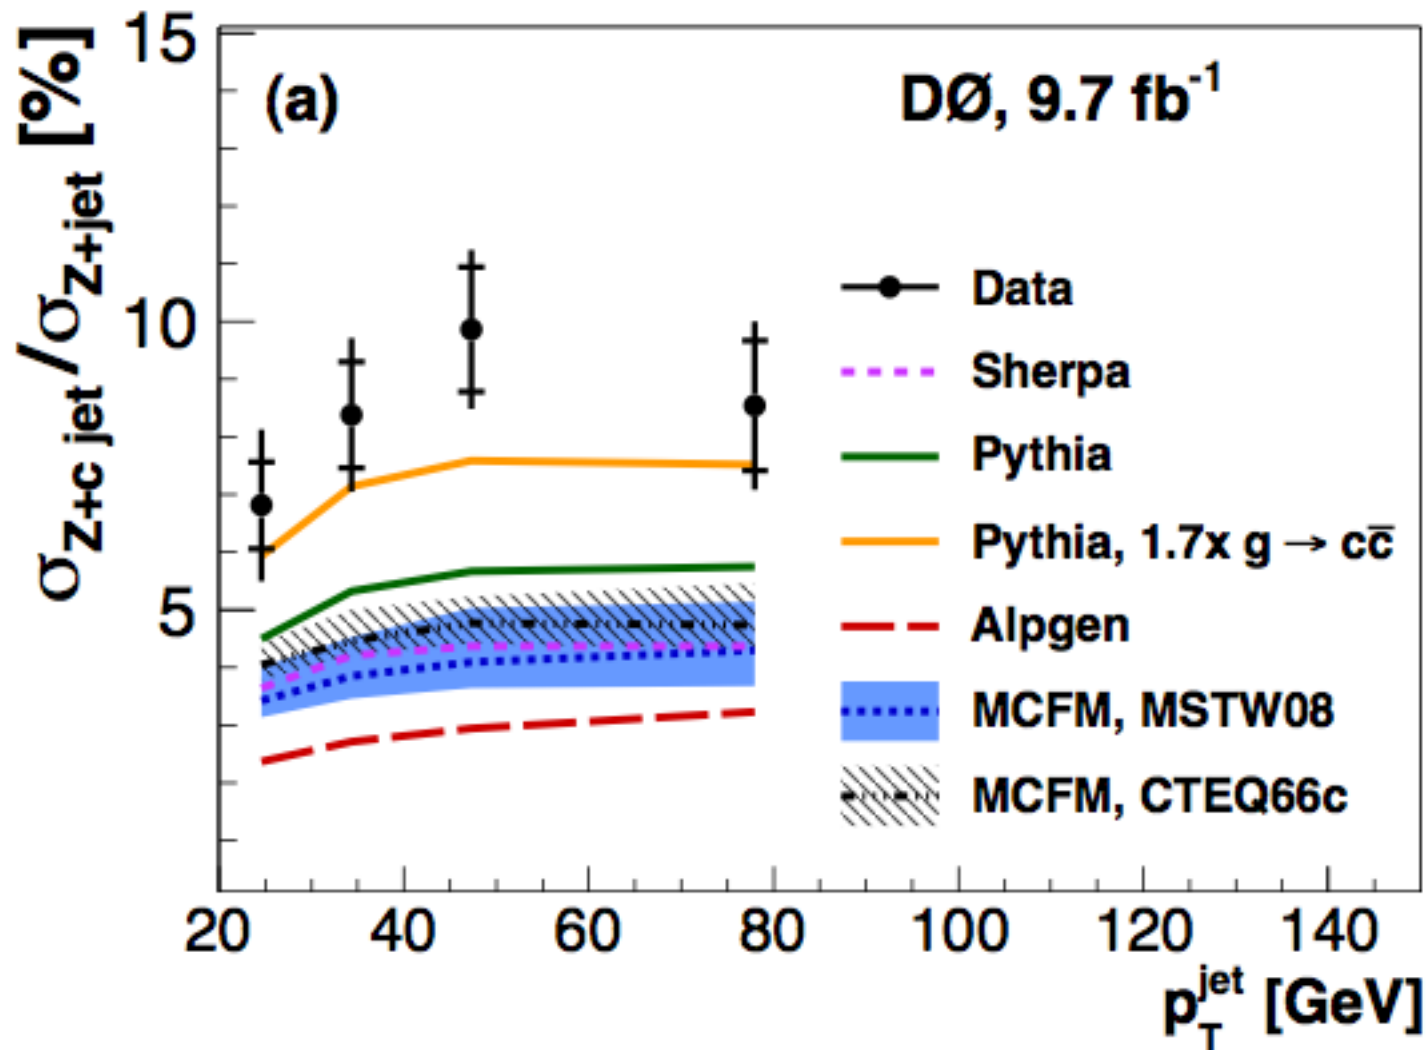 σZ+c jet/σZ+jet [%]
15
10
5
(a)
DØ, 9.7 fb-1
Data
Sherpa
Pythia
Pythia, 1.7x g → cc̄
Alpgen
MCFM, MSTW08
MCFM, CTEQ66c
20 40 60 80 100 120 140
pTjet [GeV]